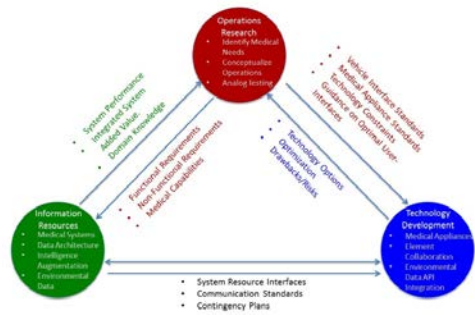 Operations
Research
• Identify Medical
Needs
• Conceptualize
Operations
• Analog Testing
• System Performance
• Integrated System
Added Value.
• Domain Knowledge
• Functional Requirements
• Non-Functional Requirements
• Medical Capabilities
• Vehicle Interface Standards
• Medical Appliance Standards
• Technology Constraints
• Guidance on Optimal User-
Interfaces
• Technology Options
• Optimization
• Drawbacks/Risks
Information
Resources
• Medical Systems
• Data Architecture
• Intelligence
Augmentation
• Environmental
Data
Technology
Development
• Medical Appliances
• Element
Collaboration
• Environmental
Data API
Integration
• System Resource Interfaces
• Communication Standards
• Contingency Plans